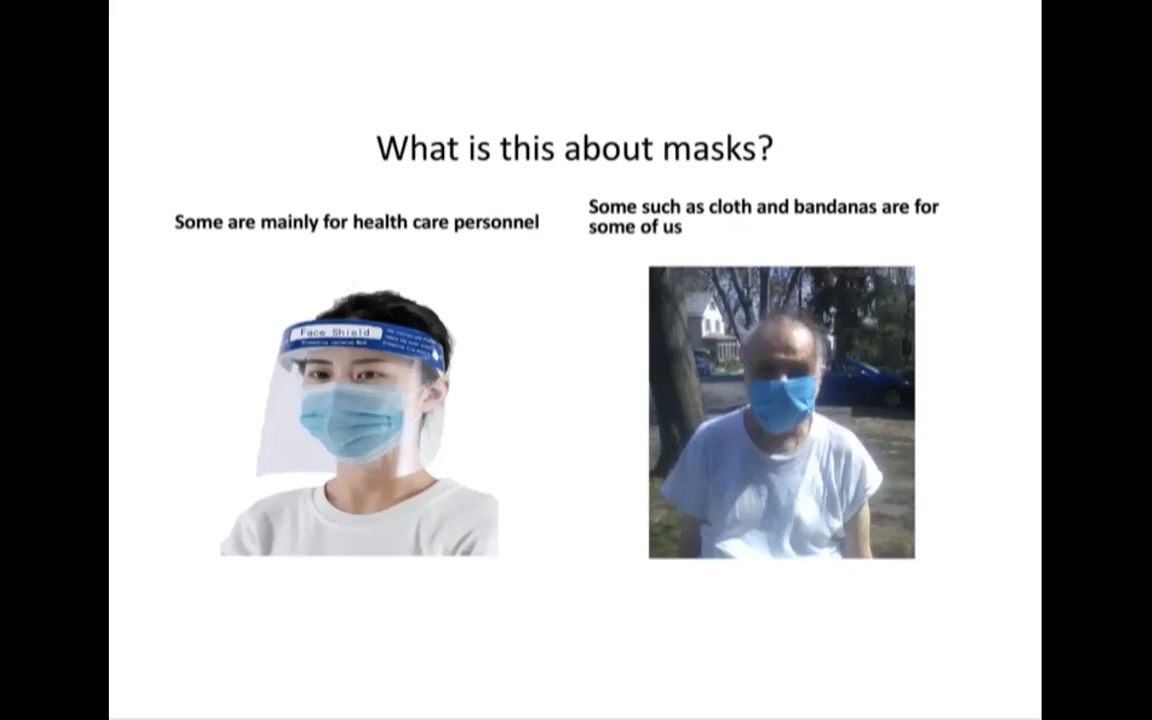 What is this about masks?
Some are mainly for health care personnel
Some such as cloth and bandanas are for
some of us
Face Shield